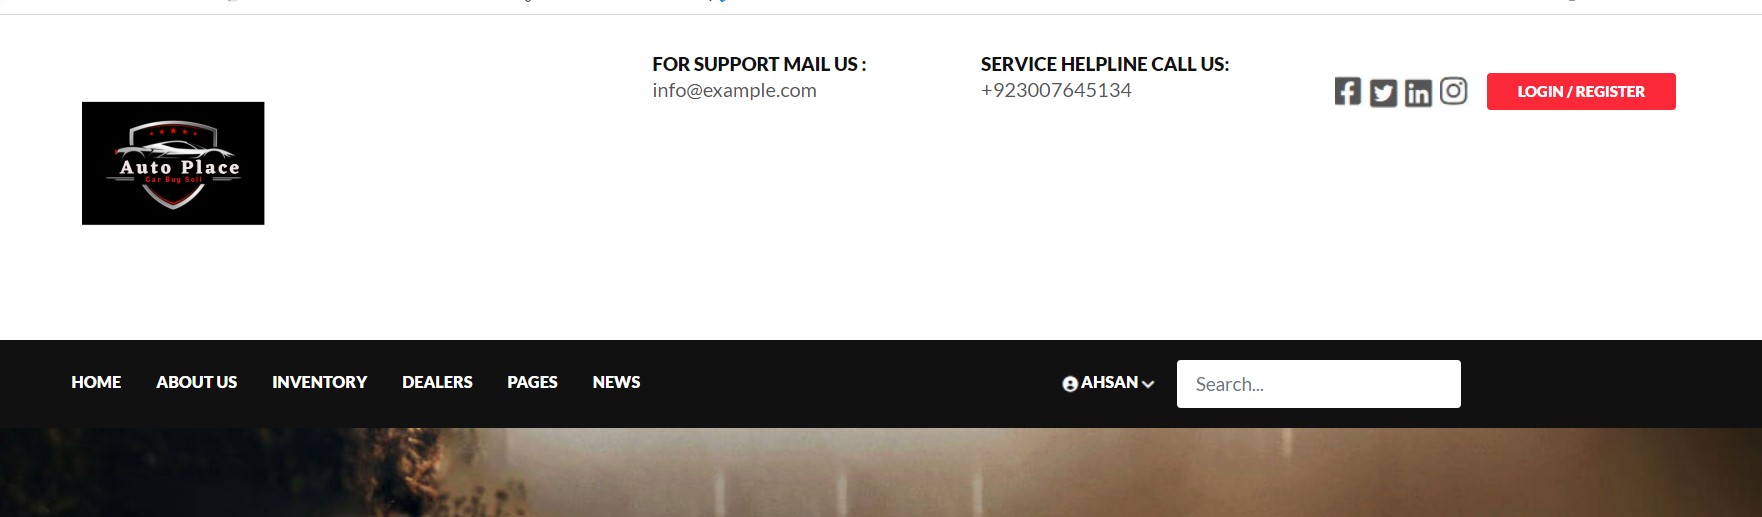 FOR SUPPORT MAIL US :
info@example.com
SERVICE HELPLINE CALL US:
+923007645134
LOGIN / REGISTER
Auto Place
Car Buy Sell
HOME ABOUT US INVENTORY DEALERS PAGES NEWS
AHSAN
Search...